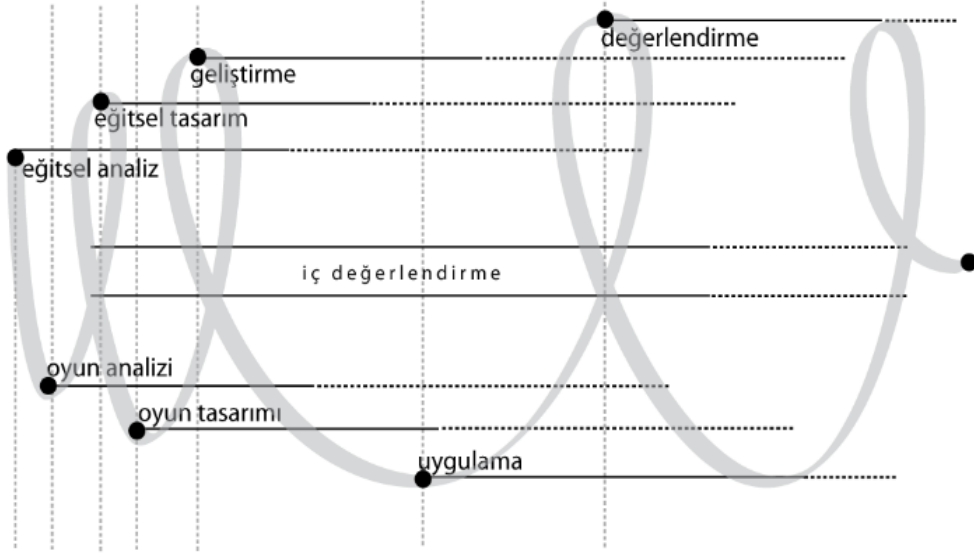 değerlendirme
geliştirme
eğitsel tasarım
eğitsel analiz
iç değerlendirme
oyun analizi
oyun tasarımı
uygulama